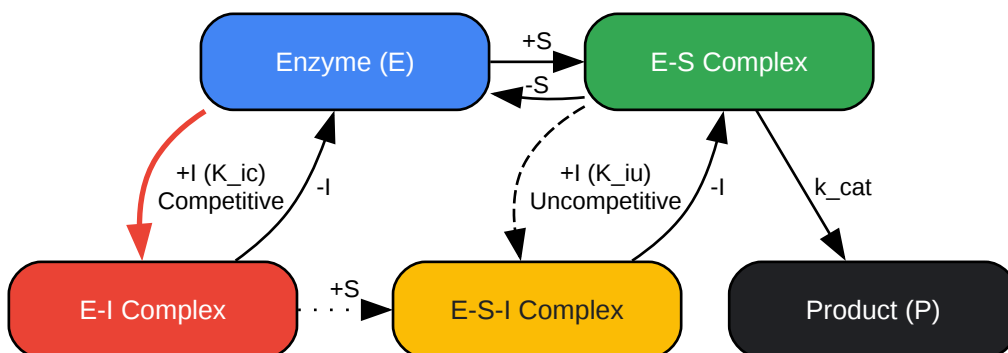 Enzyme (E)
+S
-S
E-S Complex
+I (K_ic)
Competitive
-I
+I (K_iu)
Uncompetitive
-I
k_cat
E-I Complex
+S
E-S-I Complex
Product (P)